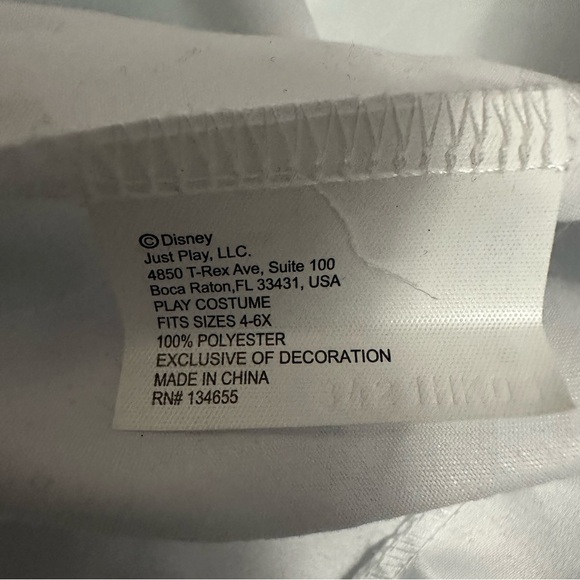 ©Disney
Just Play, LLC.
4850 T-Rex Ave, Suite 100
Boca Raton,FL 33431, USA
PLAY COSTUME
FITS SIZES 4-6X
100% POLYESTER
EXCLUSIVE OF DECORATION
MADE IN CHINA
RN# 134655